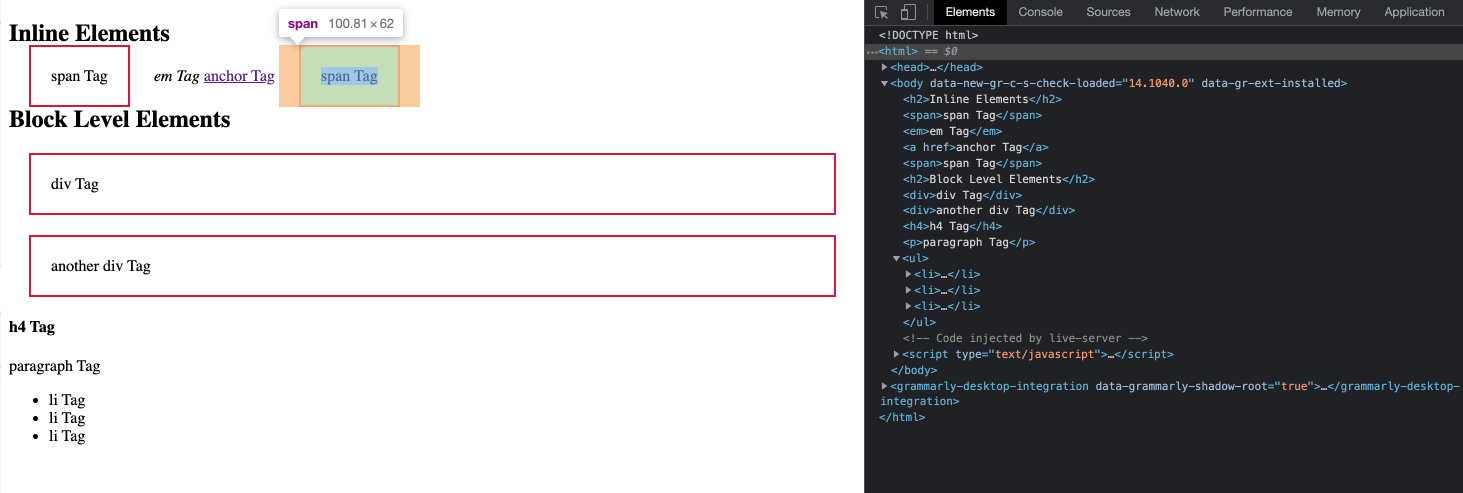 Inline Elements
span 100.81 × 62
span Tag em Tag anchor Tag span Tag
Block Level Elements
div Tag
another div Tag
h4 Tag
paragraph Tag
• li Tag
• li Tag
• li Tag
Elements Console Sources Network Performance Memory Application
<!DOCTYPE html>
…<html> == $0
▶<head>…</head>
▼<body data-new-gr-c-s-check-loaded="14.1040.0" data-gr-ext-installed>
<h2>Inline Elements</h2>
<span>span Tag</span>
<em>em Tag</em>
<a href>anchor Tag</a>
<span>span Tag</span>
<h2>Block Level Elements</h2>
<div>div Tag</div>
<div>another div Tag</div>
<h4>h4 Tag</h4>
<p>paragraph Tag</p>
▼<ul>
▶<li>…</li>
▶<li>…</li>
▶<li>…</li>
</ul>
<!-- Code injected by live-server -->
▶<script type="text/javascript">…</script>
</body>
▶<grammarly-desktop-integration data-grammarly-shadow-root="true">…</grammarly-desktop-
integration>
</html>